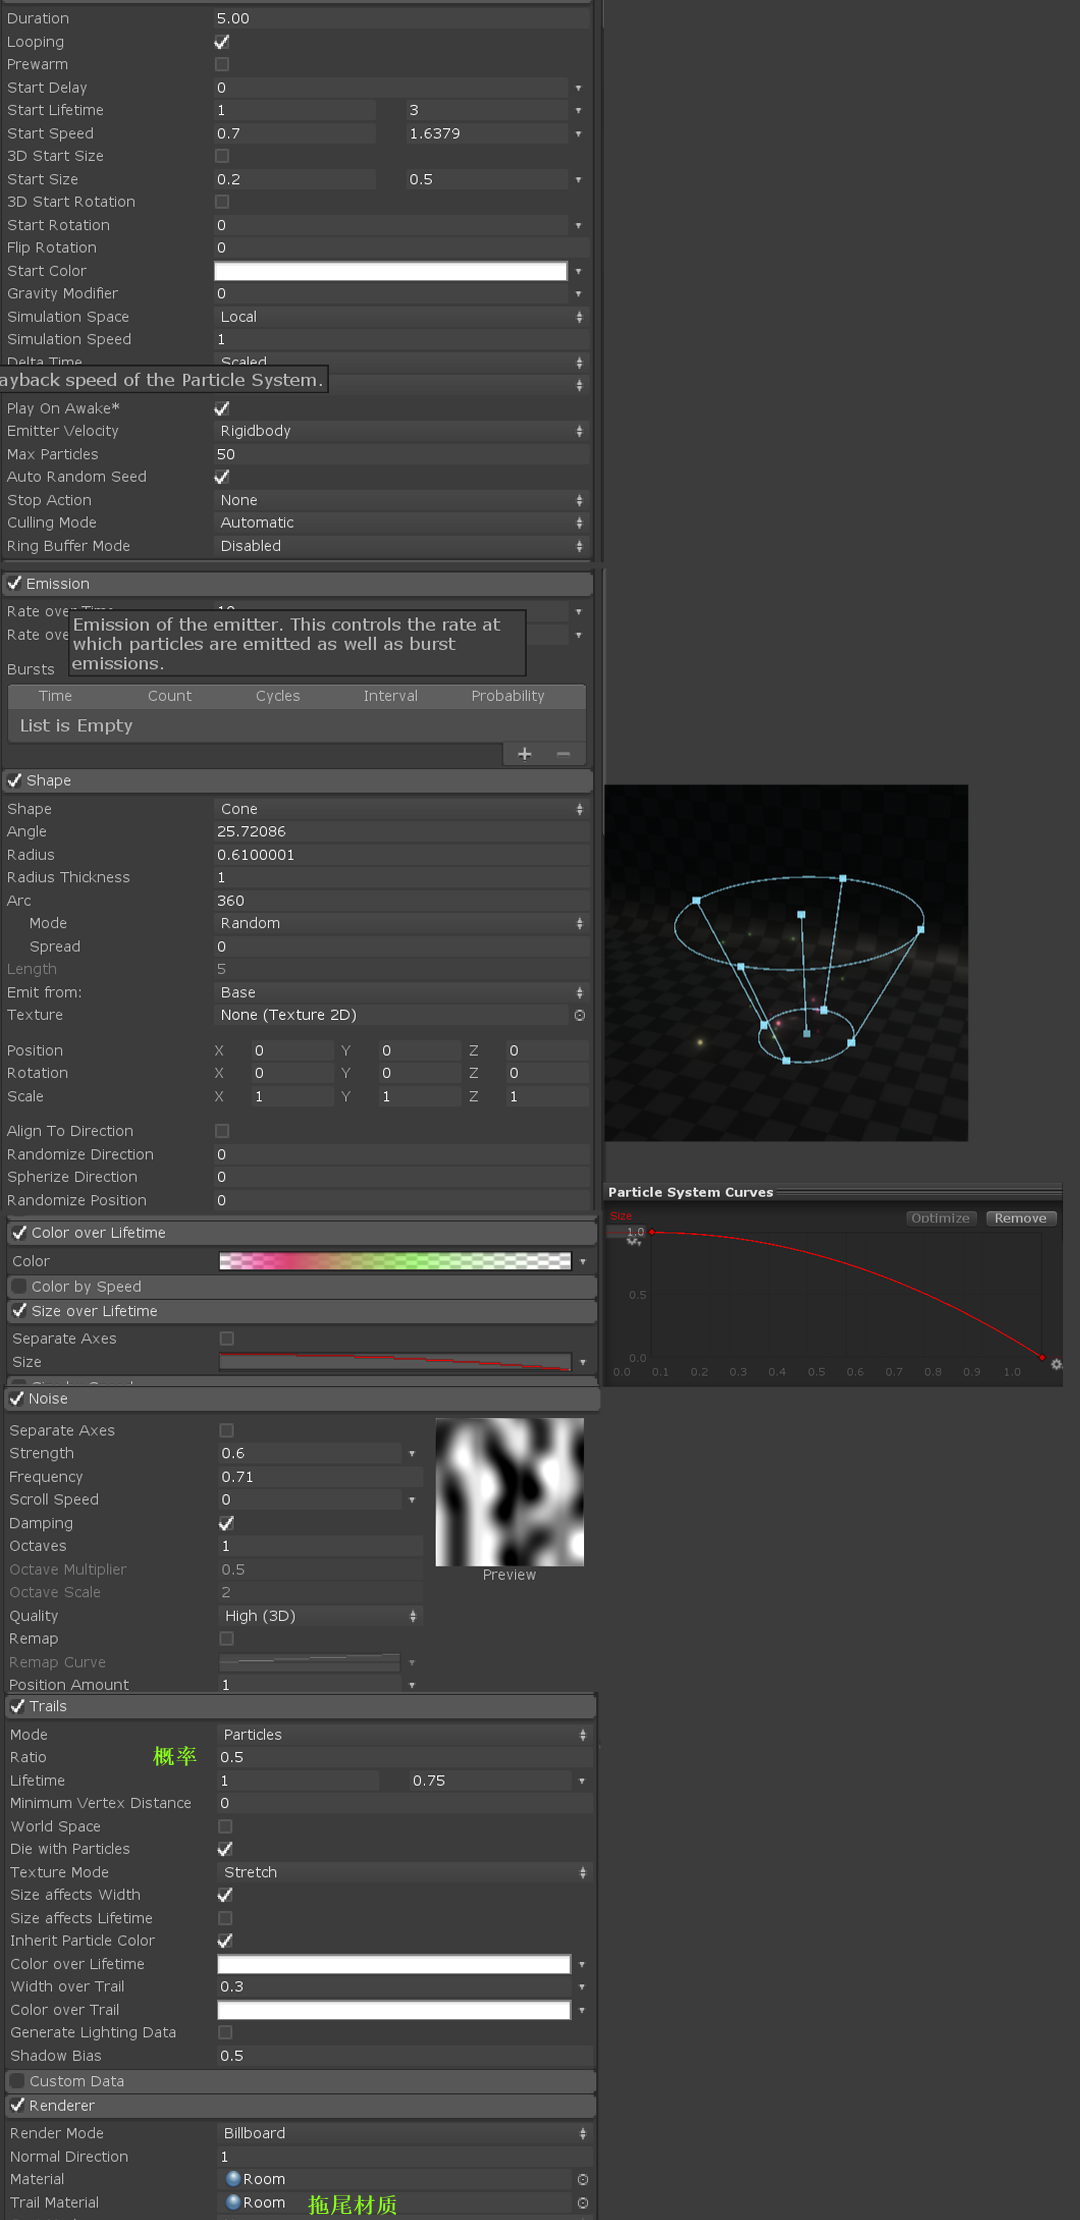 Duration 5.00
Looping
Prewarm
Start Delay 0
Start Lifetime 1 3
Start Speed 0.7 1.6379
3D Start Size
Start Size 0.2 0.5
3D Start Rotation
Start Rotation 0
Flip Rotation 0
Start Color
Gravity Modifier 0
Simulation Space Local
Simulation Speed 1
Delta Time Scaled
ayback speed of the Particle System.
Play On Awake*
Emitter Velocity Rigidbody
Max Particles 50
Auto Random Seed
Stop Action None
Culling Mode Automatic
Ring Buffer Mode Disabled
Emission
Rate over Time 10
Rate ove
Emission of the emitter. This controls the rate at
which particles are emitted as well as burst
emissions.
Bursts
Time Count Cycles Interval Probability
List is Empty
Shape
Shape Cone
Angle 25.72086
Radius 0.6100001
Radius Thickness 1
Arc 360
Mode Random
Spread 0
Length 5
Emit from: Base
Texture None (Texture 2D)
Position X 0 Y 0 Z 0
Rotation X 0 Y 0 Z 0
Scale X 1 Y 1 Z 1
Align To Direction
Randomize Direction 0
Spherize Direction 0
Randomize Position 0
Particle System Curves
Size
Optimize Remove
1.0
0.5
0.0
0.0 0.1 0.2 0.3 0.4 0.5 0.6 0.7 0.8 0.9 1.0
Color over Lifetime
Color
Color by Speed
Size over Lifetime
Separate Axes
Size
Noise
Separate Axes
Strength 0.6
Frequency 0.71
Scroll Speed 0
Damping
Octaves 1
Octave Multiplier 0.5
Octave Scale 2
Preview
Quality High (3D)
Remap
Remap Curve
Position Amount 1
Trails
Mode Particles
Ratio 概率 0.5
Lifetime 1 0.75
Minimum Vertex Distance 0
World Space
Die with Particles
Texture Mode Stretch
Size affects Width
Size affects Lifetime
Inherit Particle Color
Color over Lifetime
Width over Trail 0.3
Color over Trail
Generate Lighting Data
Shadow Bias 0.5
Custom Data
Renderer
Render Mode Billboard
Normal Direction 1
Material Room
Trail Material Room 拖尾材质